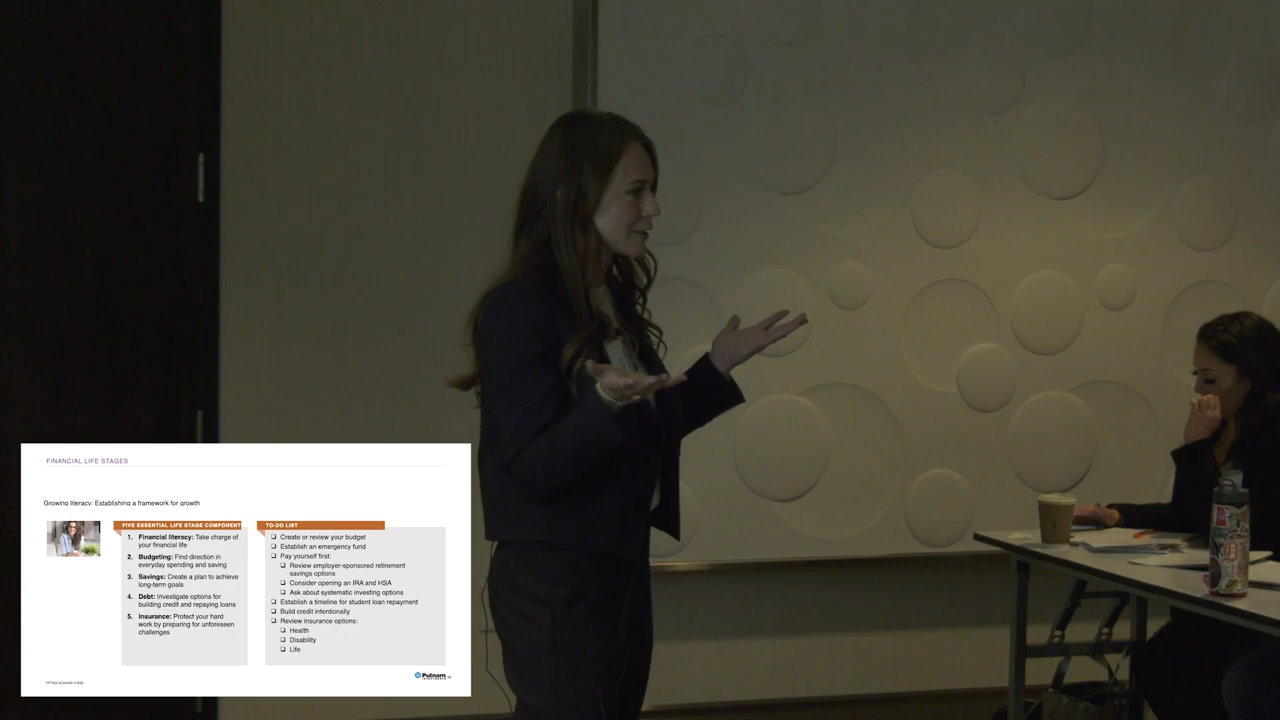 FINANCIAL LIFE STAGES
Growing literacy: Establishing a framework for growth
FIVE ESSENTIAL LIFE STAGE COMPONENT
1. Financial literacy: Take charge of
your financial life
2. Budgeting: Find direction in
everyday spending and saving
3. Savings: Create a plan to achieve
long-term goals
4. Debt: Investigate options for
building credit and repaying loans
5. Insurance: Protect your hard
work by preparing for unforeseen
challenges
TO-DO LIST
❑ Create or review your budget
❑ Establish an emergency fund
❑ Pay yourself first:
❑ Review employer-sponsored retirement
savings options
❑ Consider opening an IRA and HSA
❑ Ask about systematic investing options
❑ Establish a timeline for student loan repayment
❑ Build credit intentionally
❑ Review insurance options:
❑ Health
❑ Disability
❑ Life
Putnam
INVESTMENTS